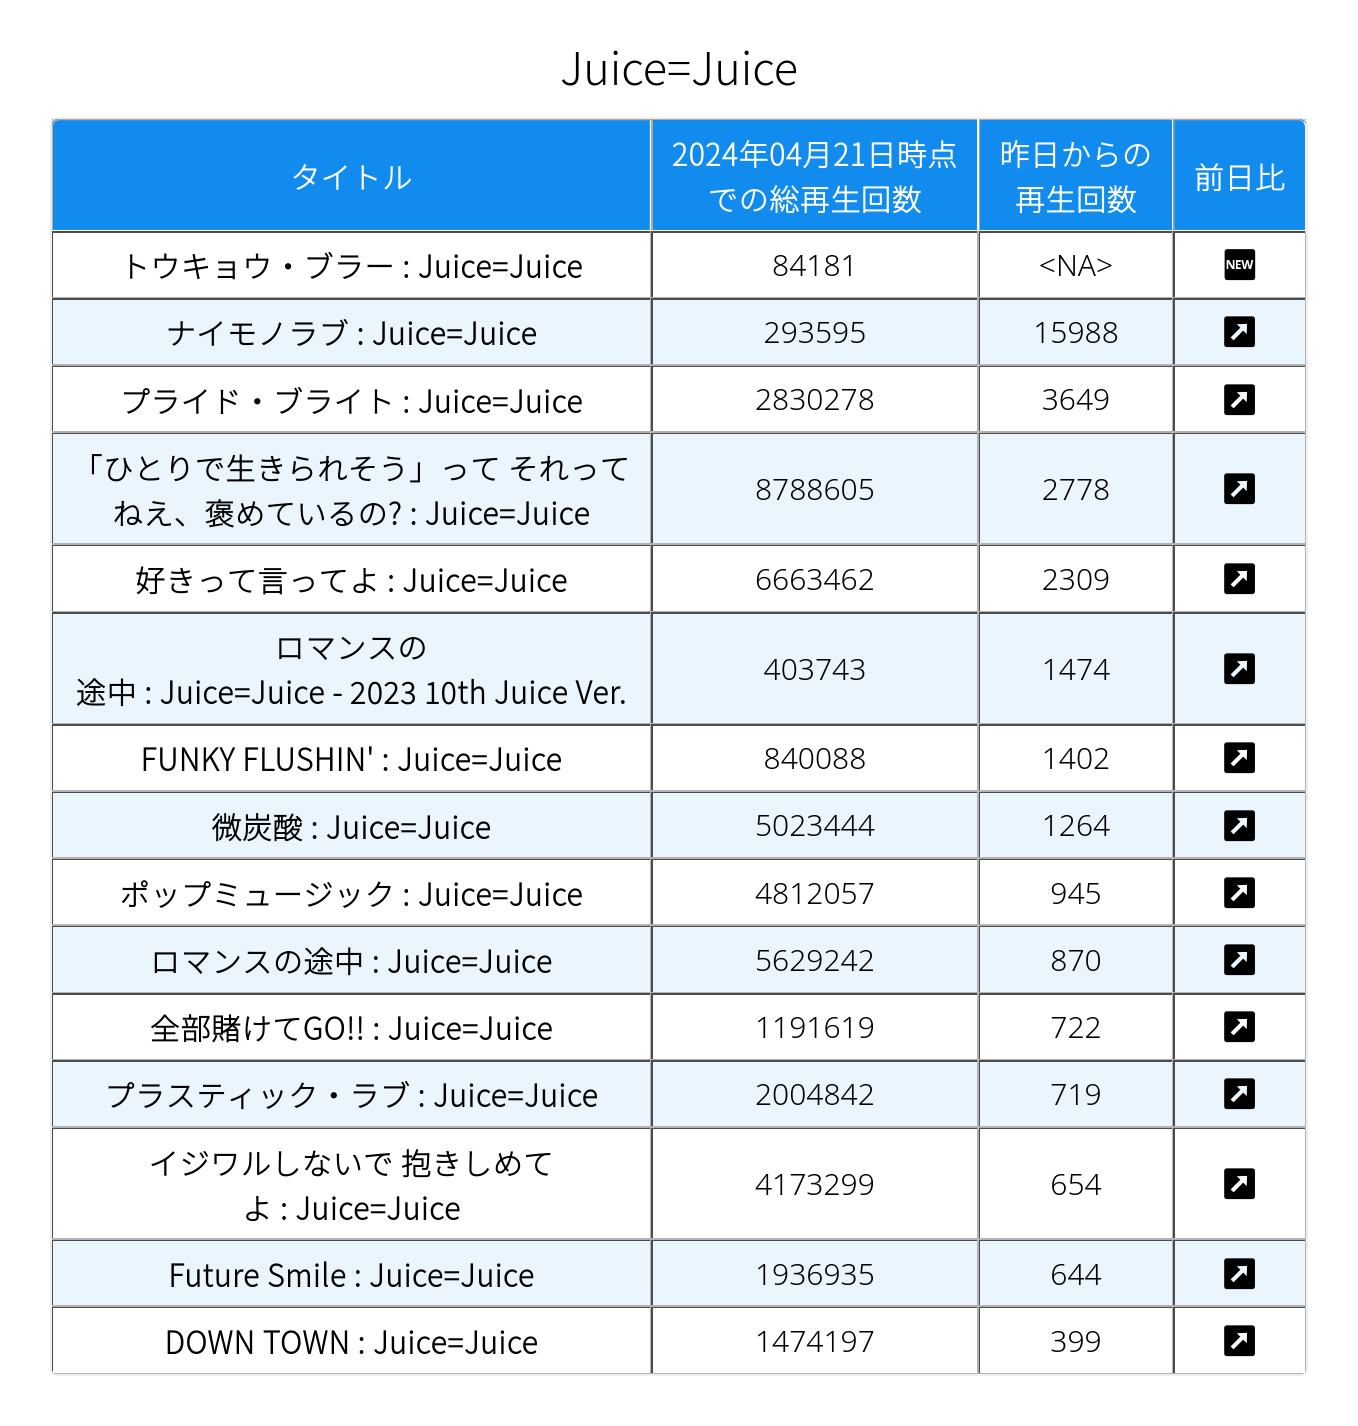 Juice=Juice
タイトル
2024年04月21日時点
での総再生回数
昨日からの
再生回数
前日比
トウキョウ・ブラー : Juice=Juice
84181
<NA>
NEW
ナイモノラブ : Juice=Juice
293595
15988
プライド・ブライト : Juice=Juice
2830278
3649
「ひとりで生きられそう」って それって
ねえ、褒めているの? : Juice=Juice
8788605
2778
好きって言ってよ : Juice=Juice
6663462
2309
ロマンスの
途中 : Juice=Juice - 2023 10th Juice Ver.
403743
1474
FUNKY FLUSHIN' : Juice=Juice
840088
1402
微炭酸 : Juice=Juice
5023444
1264
ポップミュージック : Juice=Juice
4812057
945
ロマンスの途中 : Juice=Juice
5629242
870
全部賭けてGO!! : Juice=Juice
1191619
722
プラスティック・ラブ : Juice=Juice
2004842
719
イジワルしないで 抱きしめて
よ : Juice=Juice
4173299
654
Future Smile : Juice=Juice
1936935
644
DOWN TOWN : Juice=Juice
1474197
399